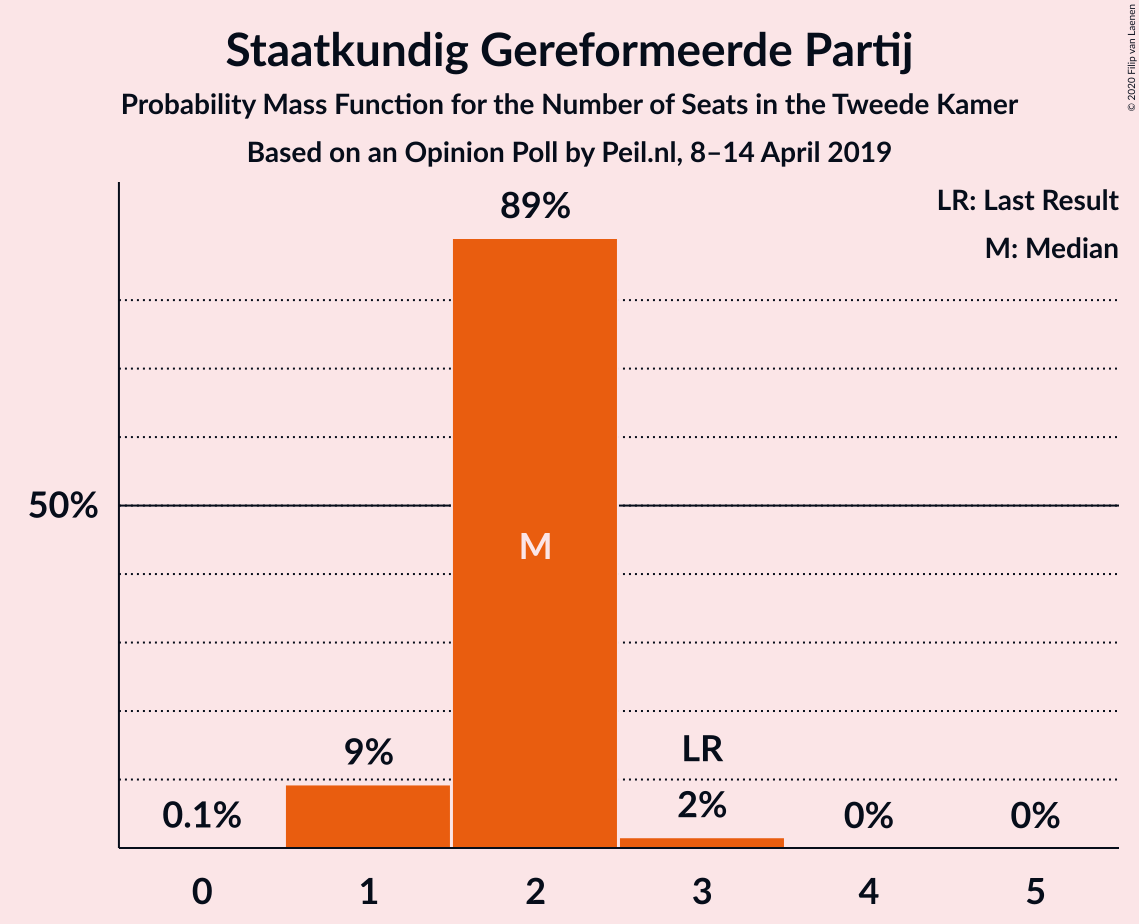 Staatkundig Gereformeerde Partij
Probability Mass Function for the Number of Seats in the Tweede Kamer
Based on an Opinion Poll by Peil.nl, 8–14 April 2019
© 2020 Filip van Laenen
LR: Last Result
M: Median
89%
50%
M
9%
LR
0.1%
2%
0%
0%
0 1 2 3 4 5